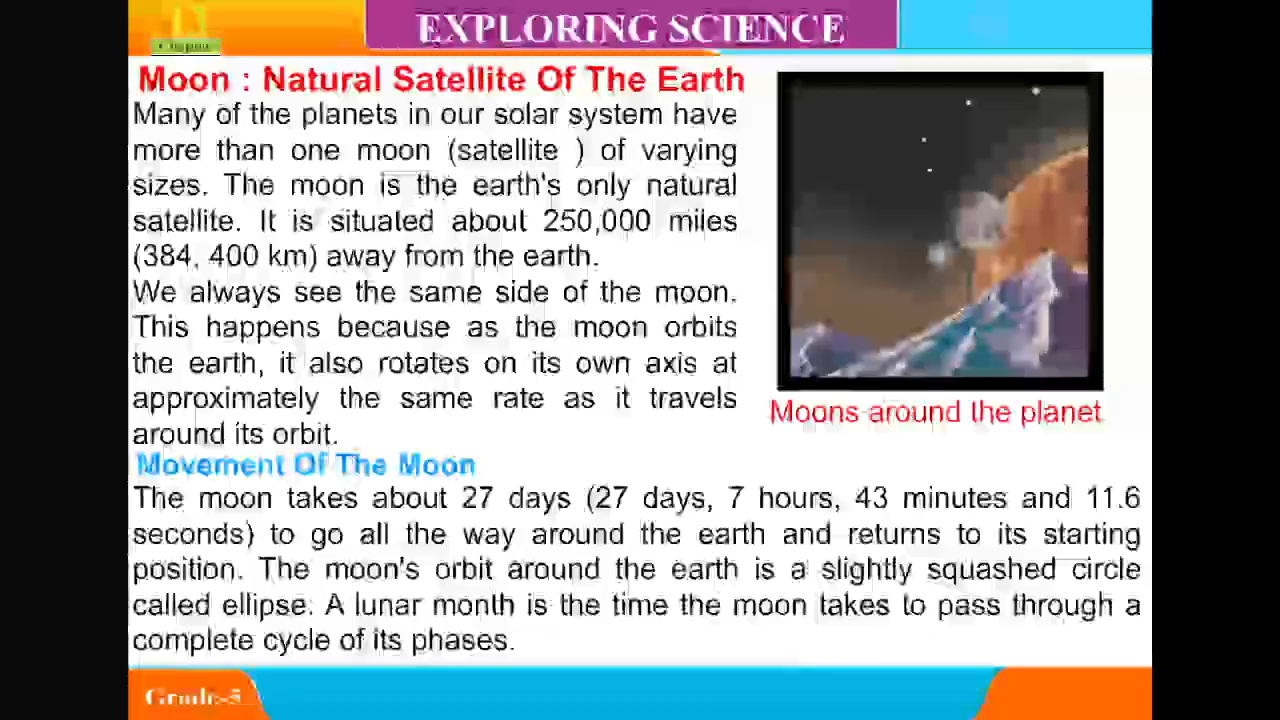 Chapter
EXPLORING SCIENCE
Moon : Natural Satellite Of The Earth
Many of the planets in our solar system have
more than one moon (satellite ) of varying
sizes. The moon is the earth's only natural
satellite. It is situated about 250,000 miles
(384, 400 km) away from the earth.
We always see the same side of the moon.
This happens because as the moon orbits
the earth, it also rotates on its own axis at
approximately the same rate as it travels
around its orbit.
Moons around the planet
Movement Of The Moon
The moon takes about 27 days (27 days, 7 hours, 43 minutes and 11.6
seconds) to go all the way around the earth and returns to its starting
position. The moon's orbit around the earth is a slightly squashed circle
called ellipse. A lunar month is the time the moon takes to pass through a
complete cycle of its phases.
Grade-5